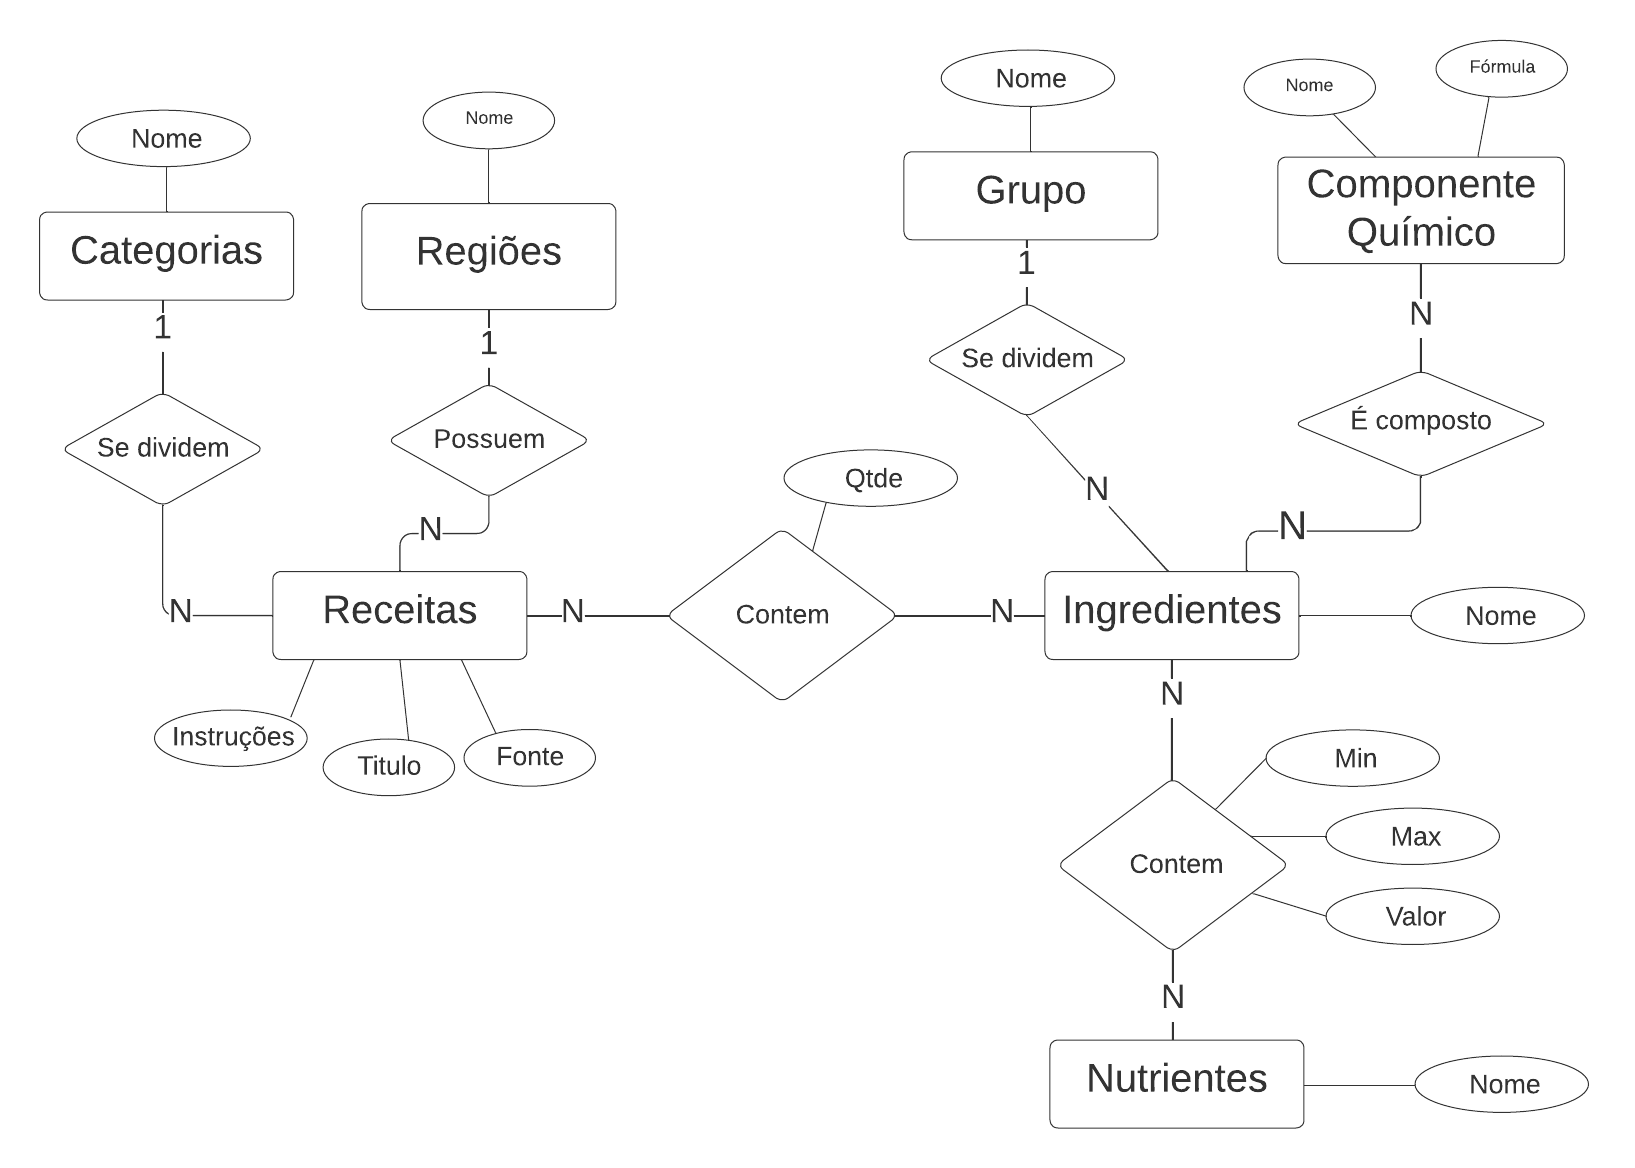 Nome
Fórmula
Nome
Nome
Nome
Nome
Categorias
Regiões
Grupo
Componente
Químico
1
1
1
N
Se dividem
Possuem
Se dividem
É composto
Qtde
N
N
N
N
Receitas
N
Contem
N
Ingredientes
Nome
Instruções
Titulo
Fonte
N
Min
Max
Contem
Valor
N
Nutrientes
Nome